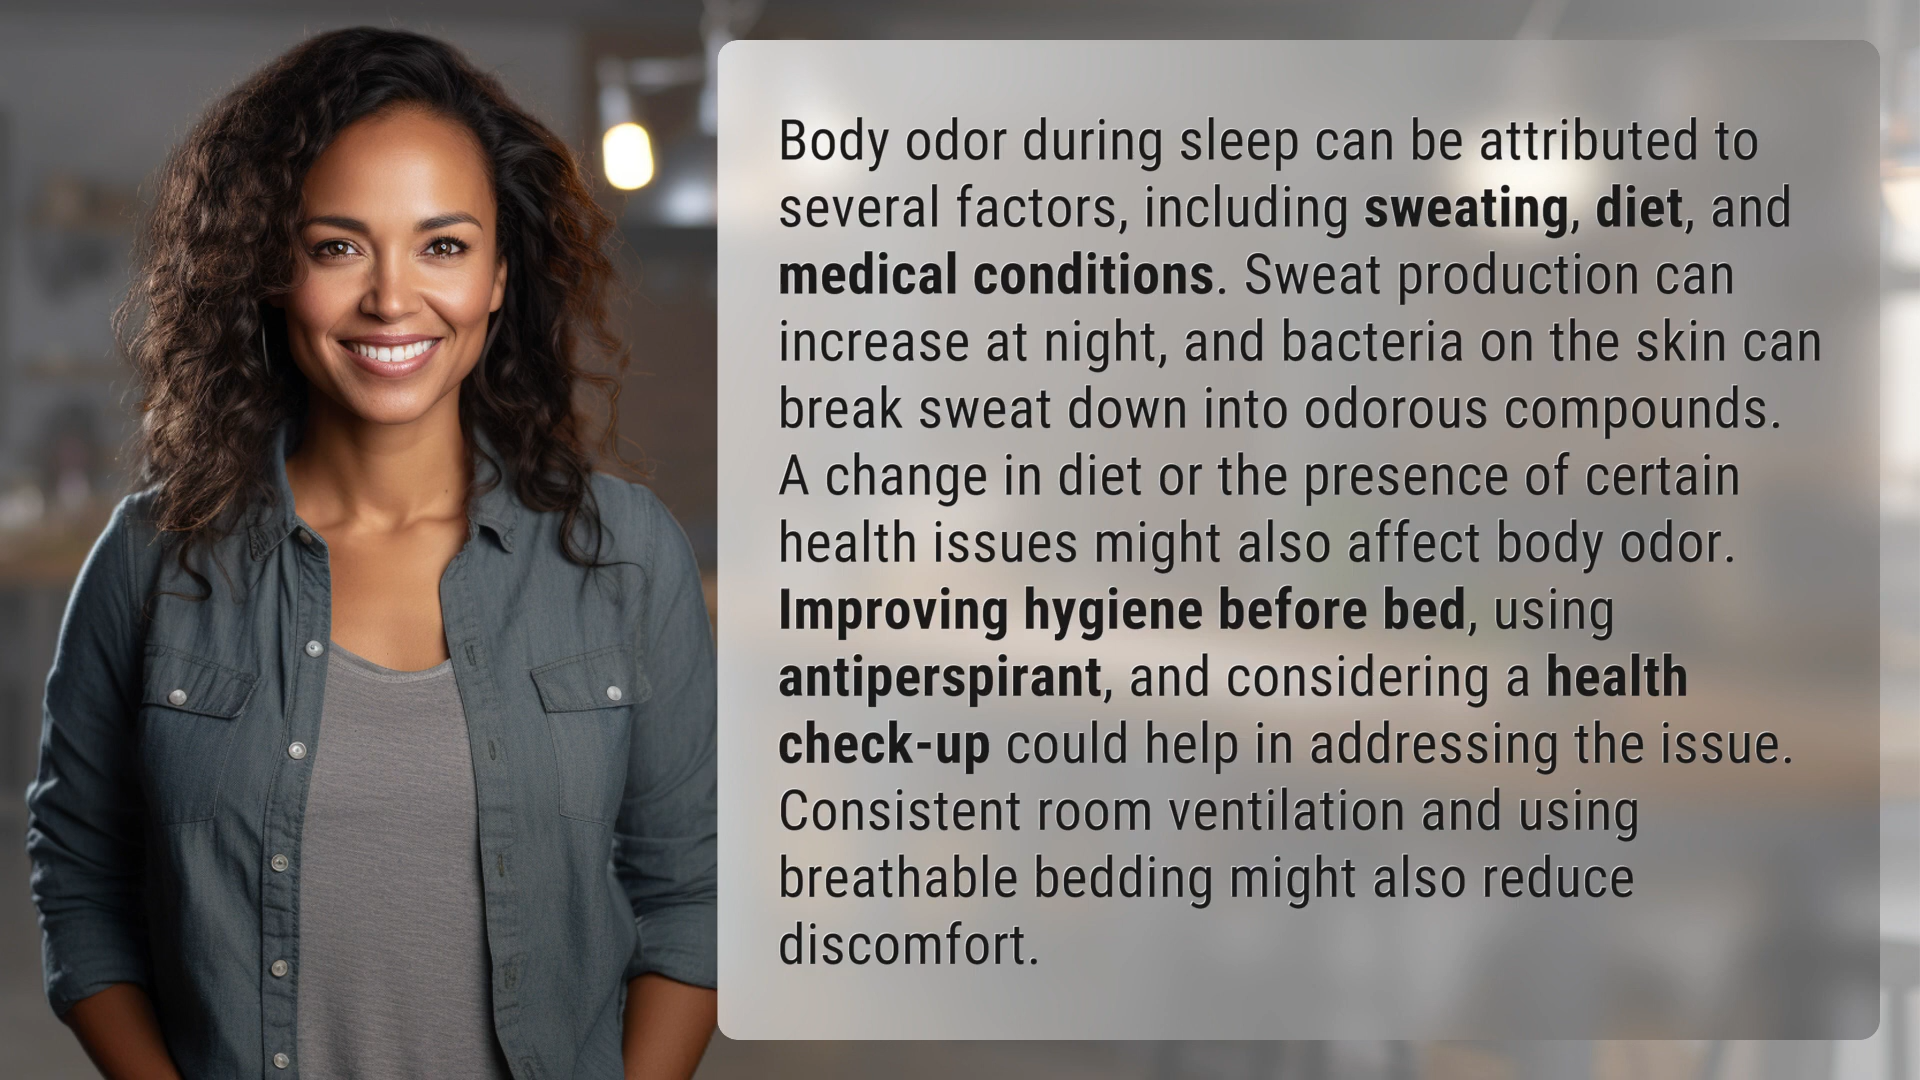 Body odor during sleep can be attributed to
several factors, including sweating, diet, and
medical conditions. Sweat production can
increase at night, and bacteria on the skin can
break sweat down into odorous compounds.
A change in diet or the presence of certain
health issues might also affect body odor.
Improving hygiene before bed, using
antiperspirant, and considering a health
check-up could help in addressing the issue.
Consistent room ventilation and using
breathable bedding might also reduce
discomfort.